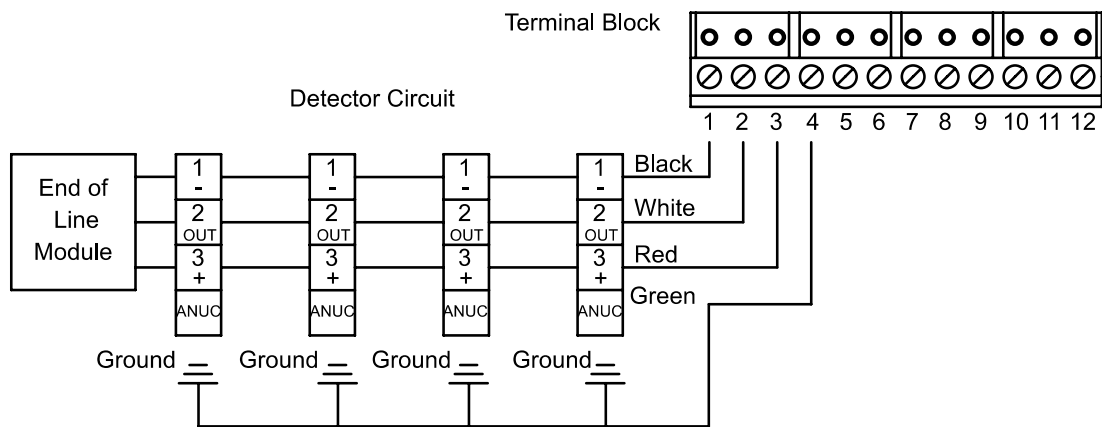 Terminal Block
Detector Circuit
1 2 3 4 5 6 7 8 9 10 11 12
End of
Line
Module
1
-
2
OUT
3
+
ANUC
1
-
2
OUT
3
+
ANUC
1
-
2
OUT
3
+
ANUC
1
-
2
OUT
3
+
ANUC
Black
White
Red
Green
Ground
Ground
Ground
Ground